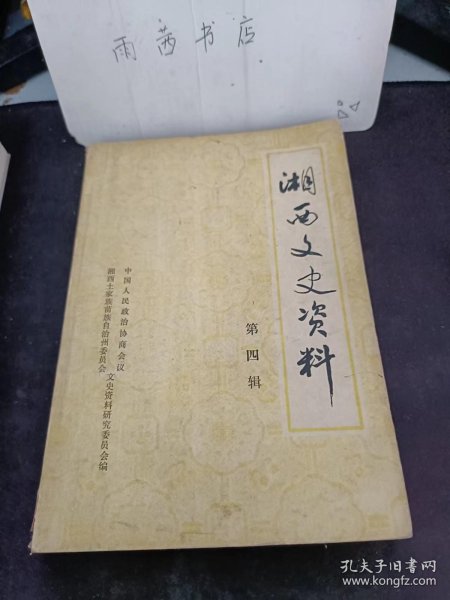 雨茜书店
湘西文史资料
第四辑
中国人民政治协商会议
湘西土家族苗族自治州委员会
文史资料研究委员会编
孔夫子旧书网
www.kongfz.com